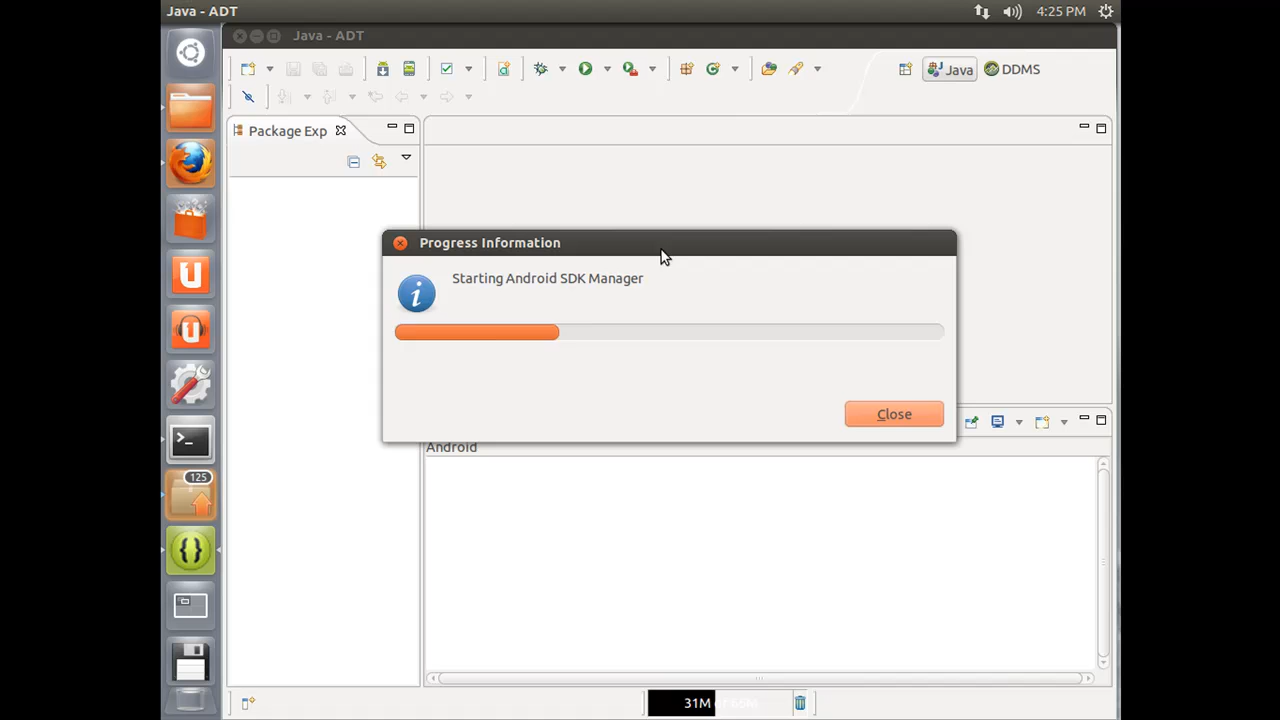 Java - ADT
4:25 PM
Java - ADT
Java
DDMS
Package Exp
Progress Information
Starting Android SDK Manager
Close
Android
125
31M